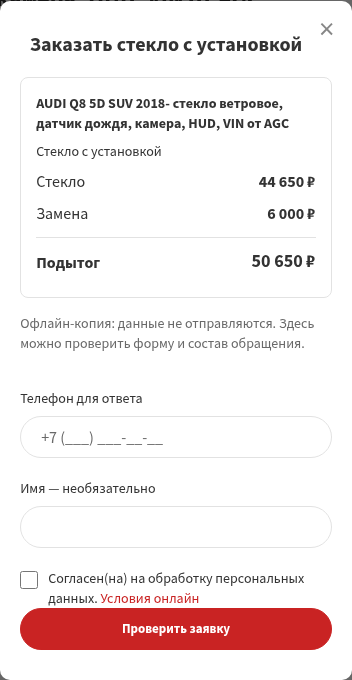 Заказать стекло с установкой
AUDI Q8 5D SUV 2018- стекло ветровое,
датчик дождя, камера, HUD, VIN от AGC
Стекло с установкой
Стекло 44 650 ₽
Замена 6 000 ₽
Подытог 50 650 ₽
Офлайн-копия: данные не отправляются. Здесь
можно проверить форму и состав обращения.
Телефон для ответа
+7 (___) ___-__-__
Имя — необязательно
Согласен(на) на обработку персональных
данных. Условия онлайн
Проверить заявку